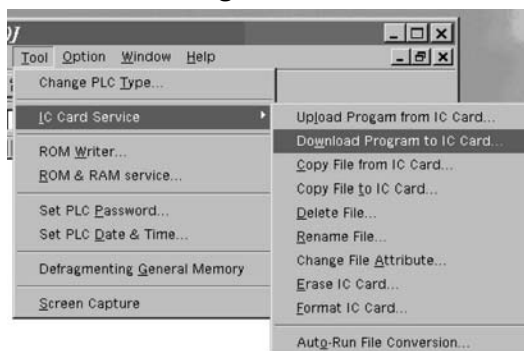 Tool Option Window Help
Change PLC Type...
IC Card Service
ROM Writer...
ROM & RAM service...
Set PLC Password...
Set PLC Date & Time...
Defragmenting General Memory
Screen Capture
Upload Progam from IC Card...
Download Program to IC Card...
Copy File from IC Card...
Copy File to IC Card...
Delete File...
Rename File...
Change File Attribute...
Erase IC Card...
Format IC Card...
Auto-Run File Conversion...